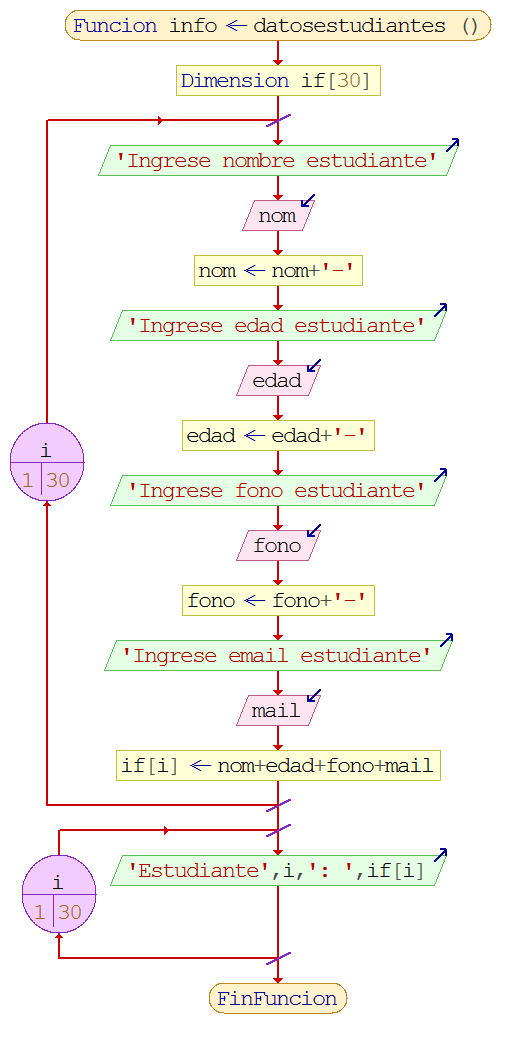 Funcion info ← datosestudiantes ()
Dimension if[30]
'Ingrese nombre estudiante'
nom
nom ← nom+'-'
'Ingrese edad estudiante'
edad
edad ← edad+'-'
i
1 30
'Ingrese fono estudiante'
fono
fono ← fono+'-'
'Ingrese email estudiante'
mail
if[i] ← nom+edad+fono+mail
'Estudiante',i,': ',if[i]
i
1 30
FinFuncion